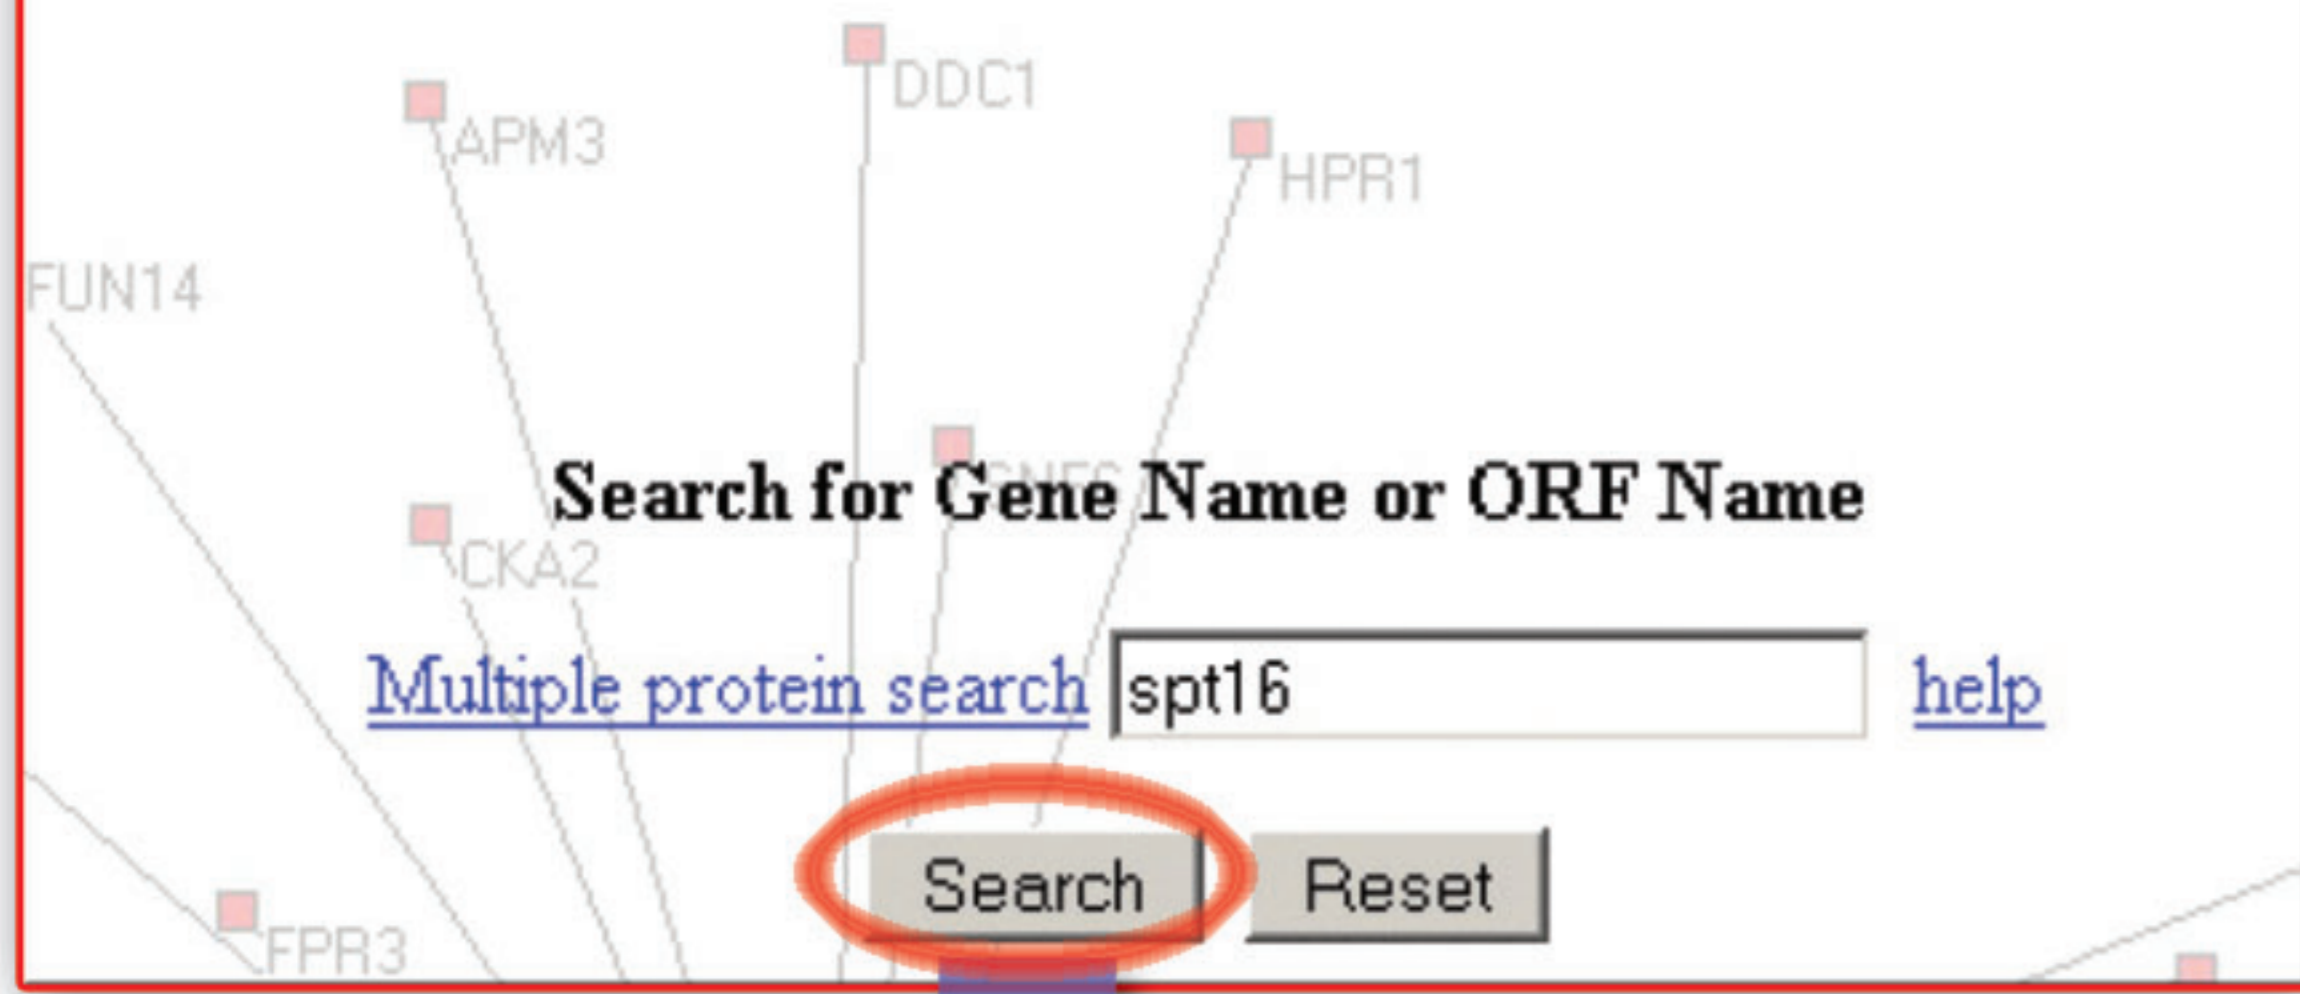 DDC1
APM3
HPR1
FUN14
Search for Gene Name or ORF Name
CKA2
Multiple protein search spt16 help
Search Reset
FPR3